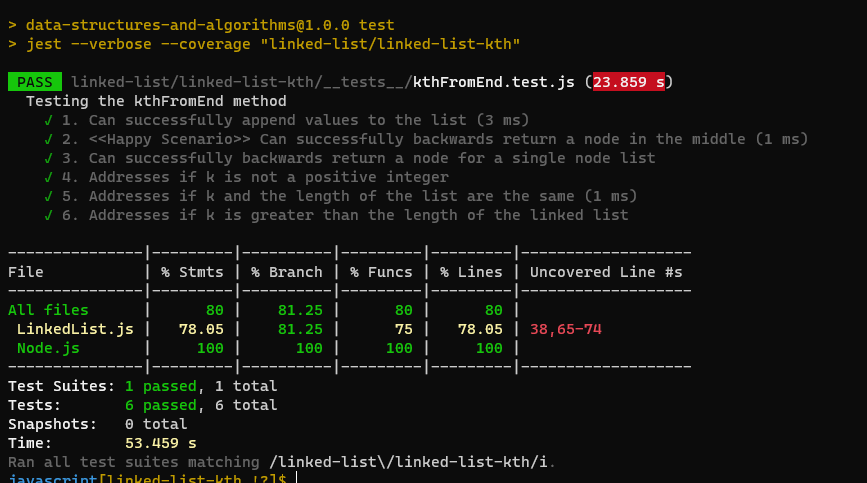 > data-structures-and-algorithms@1.0.0 test
> jest --verbose --coverage "linked-list/linked-list-kth"
PASS linked-list/linked-list-kth/__tests__/kthFromEnd.test.js (23.859 s)
Testing the kthFromEnd method
√ 1. Can successfully append values to the list (3 ms)
√ 2. <<Happy Scenario>> Can successfully backwards return a node in the middle (1 ms)
√ 3. Can successfully backwards return a node for a single node list
√ 4. Addresses if k is not a positive integer
√ 5. Addresses if k and the length of the list are the same (1 ms)
√ 6. Addresses if k is greater than the length of the linked list
---------------|---------|----------|---------|---------|-------------------
File           | % Stmts | % Branch | % Funcs | % Lines | Uncovered Line #s
---------------|---------|----------|---------|---------|-------------------
All files      |      80 |    81.25 |      80 |      80 |
 LinkedList.js |   78.05 |    81.25 |      75 |   78.05 | 38,65-74
 Node.js       |     100 |      100 |     100 |     100 |
---------------|---------|----------|---------|---------|-------------------
Test Suites: 1 passed, 1 total
Tests:       6 passed, 6 total
Snapshots:   0 total
Time:        53.459 s
Ran all test suites matching /linked-list\/linked-list-kth/i.
javascript[linked-list-kth !?]$